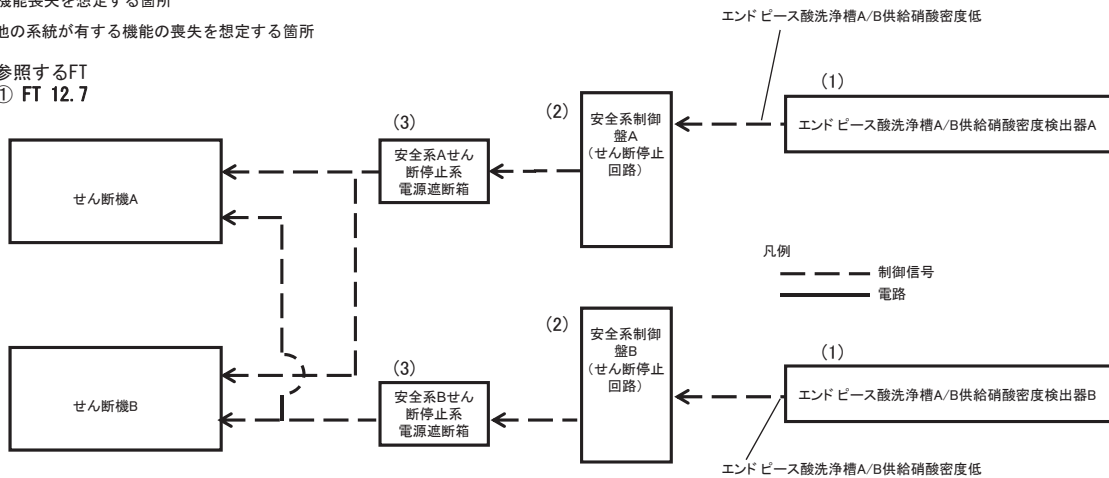 機能喪失を想定する箇所
他の系統が有する機能の喪失を想定する箇所
参照するFT
① FT 12.7
エンドピース酸洗浄槽A/B供給硝酸密度低
(1)
エンドピース酸洗浄槽A/B供給硝酸密度検出器A
(2)
安全系制御
盤A
(せん断停止
回路)
(3)
安全系Aせん
断停止系
電源遮断箱
せん断機A
凡例
制御信号
電路
(2)
安全系制御
盤B
(せん断停止
回路)
(1)
エンドピース酸洗浄槽A/B供給硝酸密度検出器B
(3)
安全系Bせん
断停止系
電源遮断箱
せん断機B
エンドピース酸洗浄槽A/B供給硝酸密度低